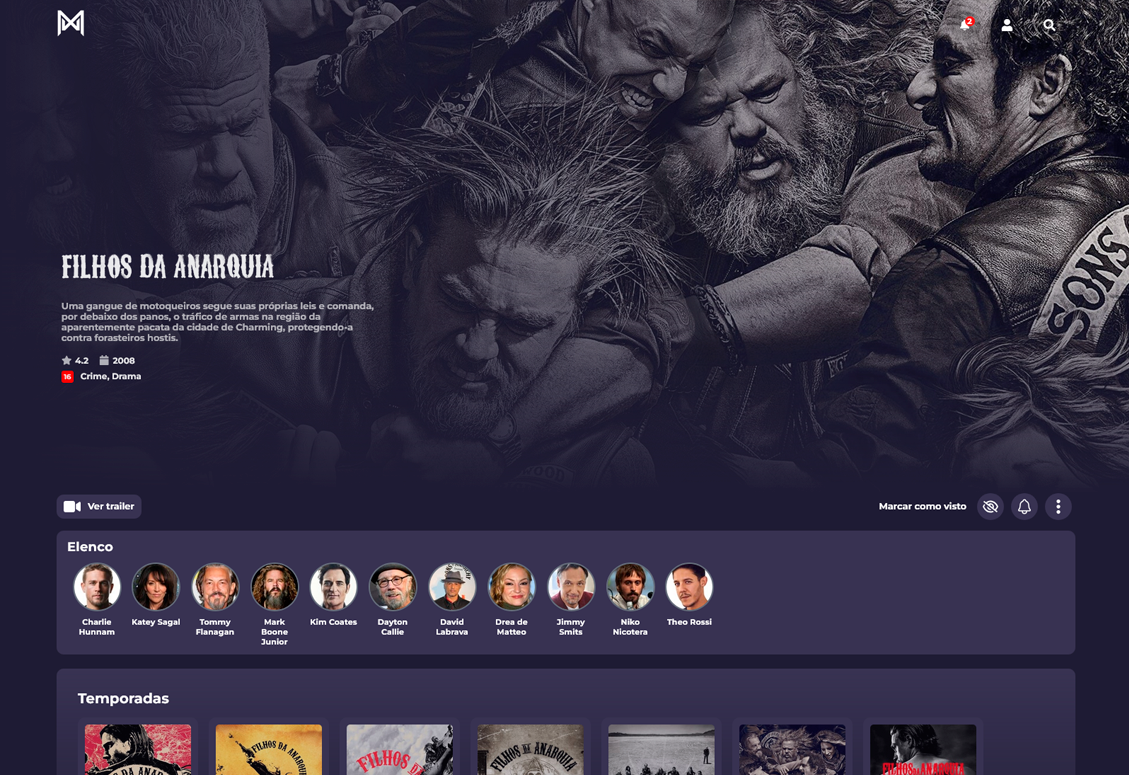 2
SONS
FILHOS DA ANARQUIA
Uma gangue de motoqueiros segue suas próprias leis e comanda,
por debaixo dos panos, o tráfico de armas na região da
aparentemente pacata da cidade de Charming, protegendo-a
contra forasteiros hostis.
4.2 2008
16 Crime, Drama
Ver trailer
Marcar como visto
Elenco
Charlie
Hunnam
Katey Sagal
Tommy
Flanagan
Mark
Boone
Junior
Kim Coates
Dayton
Callie
David
Labrava
Drea de
Matteo
Jimmy
Smits
Niko
Nicotera
Theo Rossi
Temporadas
FILHOS DA ANARQUIA
FILHOS
FILHOS DE ANARQUIA
FILHOS DA ANARQUIA